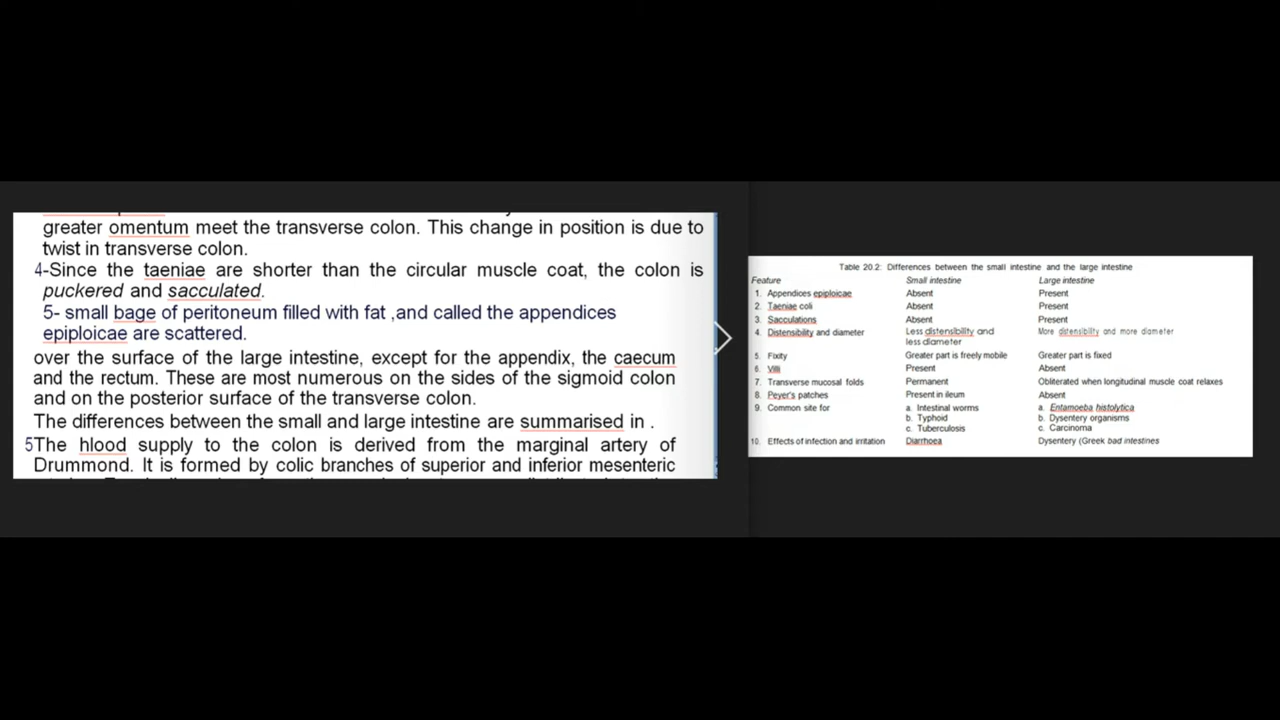 greater omentum meet the transverse colon. This change in position is due to
twist in transverse colon.
4-Since the taeniae are shorter than the circular muscle coat, the colon is
puckered and sacculated.
5- small bage of peritoneum filled with fat ,and called the appendices
epiploicae are scattered.
over the surface of the large intestine, except for the appendix, the caecum
and the rectum. These are most numerous on the sides of the sigmoid colon
and on the posterior surface of the transverse colon.
The differences between the small and large intestine are summarised in .
5The hlood supply to the colon is derived from the marginal artery of
Drummond. It is formed by colic branches of superior and inferior mesenteric
Table 20.2: Differences between the small intestine and the large intestine
Feature Small intestine Large intestine
1. Appendices epiploicae Absent Present
2. Taeniae coli Absent Present
3. Sacculations Absent Present
4. Distensibility and diameter Less distensibility and More distensibility and more diameter
less diameter
5. Fixity Greater part is freely mobile Greater part is fixed
6. Villi Present Absent
7. Transverse mucosal folds Permanent Obliterated when longitudinal muscle coat relaxes
8. Peyer's patches Present in ileum Absent
9. Common site for a. Intestinal worms a. Entamoeba histolytica
b. Typhoid b. Dysentery organisms
c. Tuberculosis c. Carcinoma
10. Effects of infection and irritation Diarrhoea Dysentery (Greek bad intestines